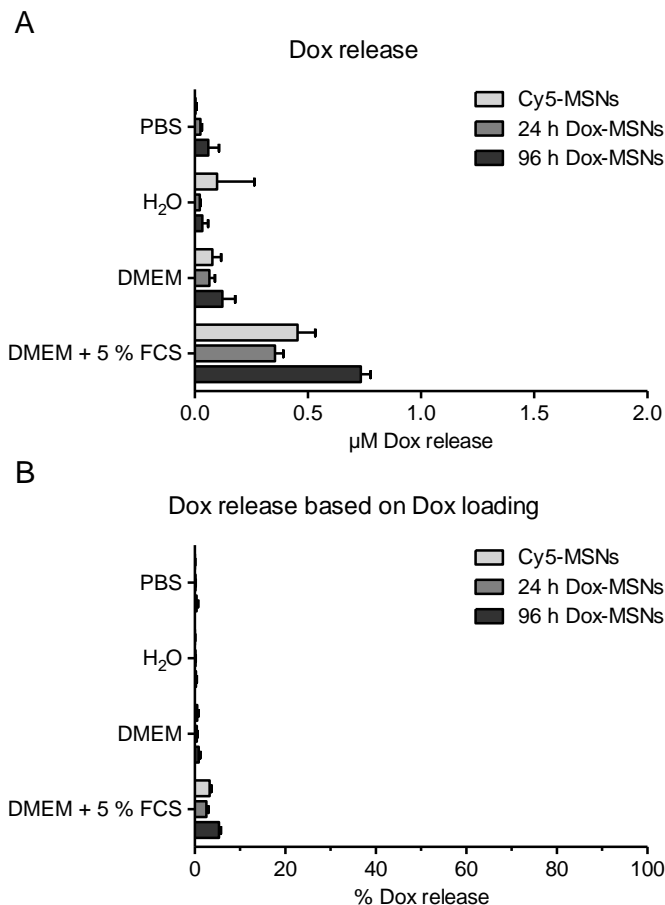 A
Dox release
Cy5-MSNs
24 h Dox-MSNs
96 h Dox-MSNs
PBS
H₂O
DMEM
DMEM + 5 % FCS
0.0 0.5 1.0 1.5 2.0
µM Dox release
B
Dox release based on Dox loading
Cy5-MSNs
24 h Dox-MSNs
96 h Dox-MSNs
PBS
H₂O
DMEM
DMEM + 5 % FCS
0 20 40 60 80 100
% Dox release